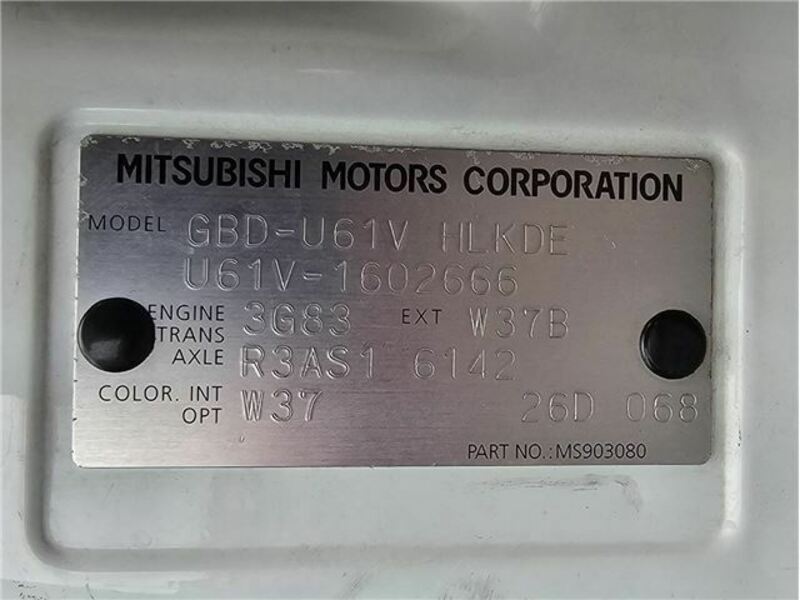 MITSUBISHI MOTORS CORPORATION
MODEL GBD-U61V HLKDE
U61V-1602666
ENGINE 3G83 EXT W37B
TRANS
AXLE R3AS1 6142
COLOR. INT W37 26D 068
OPT
PART NO.:MS903080